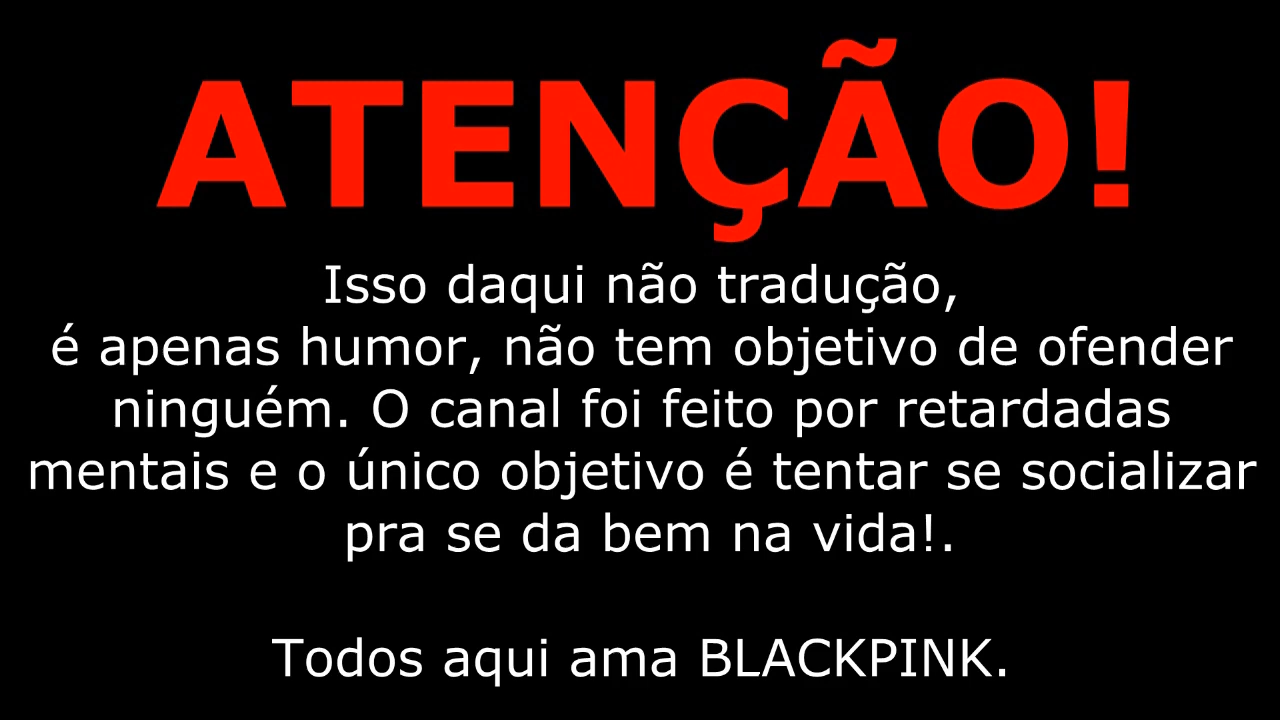 ATENÇÃO!
Isso daqui não tradução,
é apenas humor, não tem objetivo de ofender
ninguém. O canal foi feito por retardadas
mentais e o único objetivo é tentar se socializar
pra se da bem na vida!.
Todos aqui ama BLACKPINK.